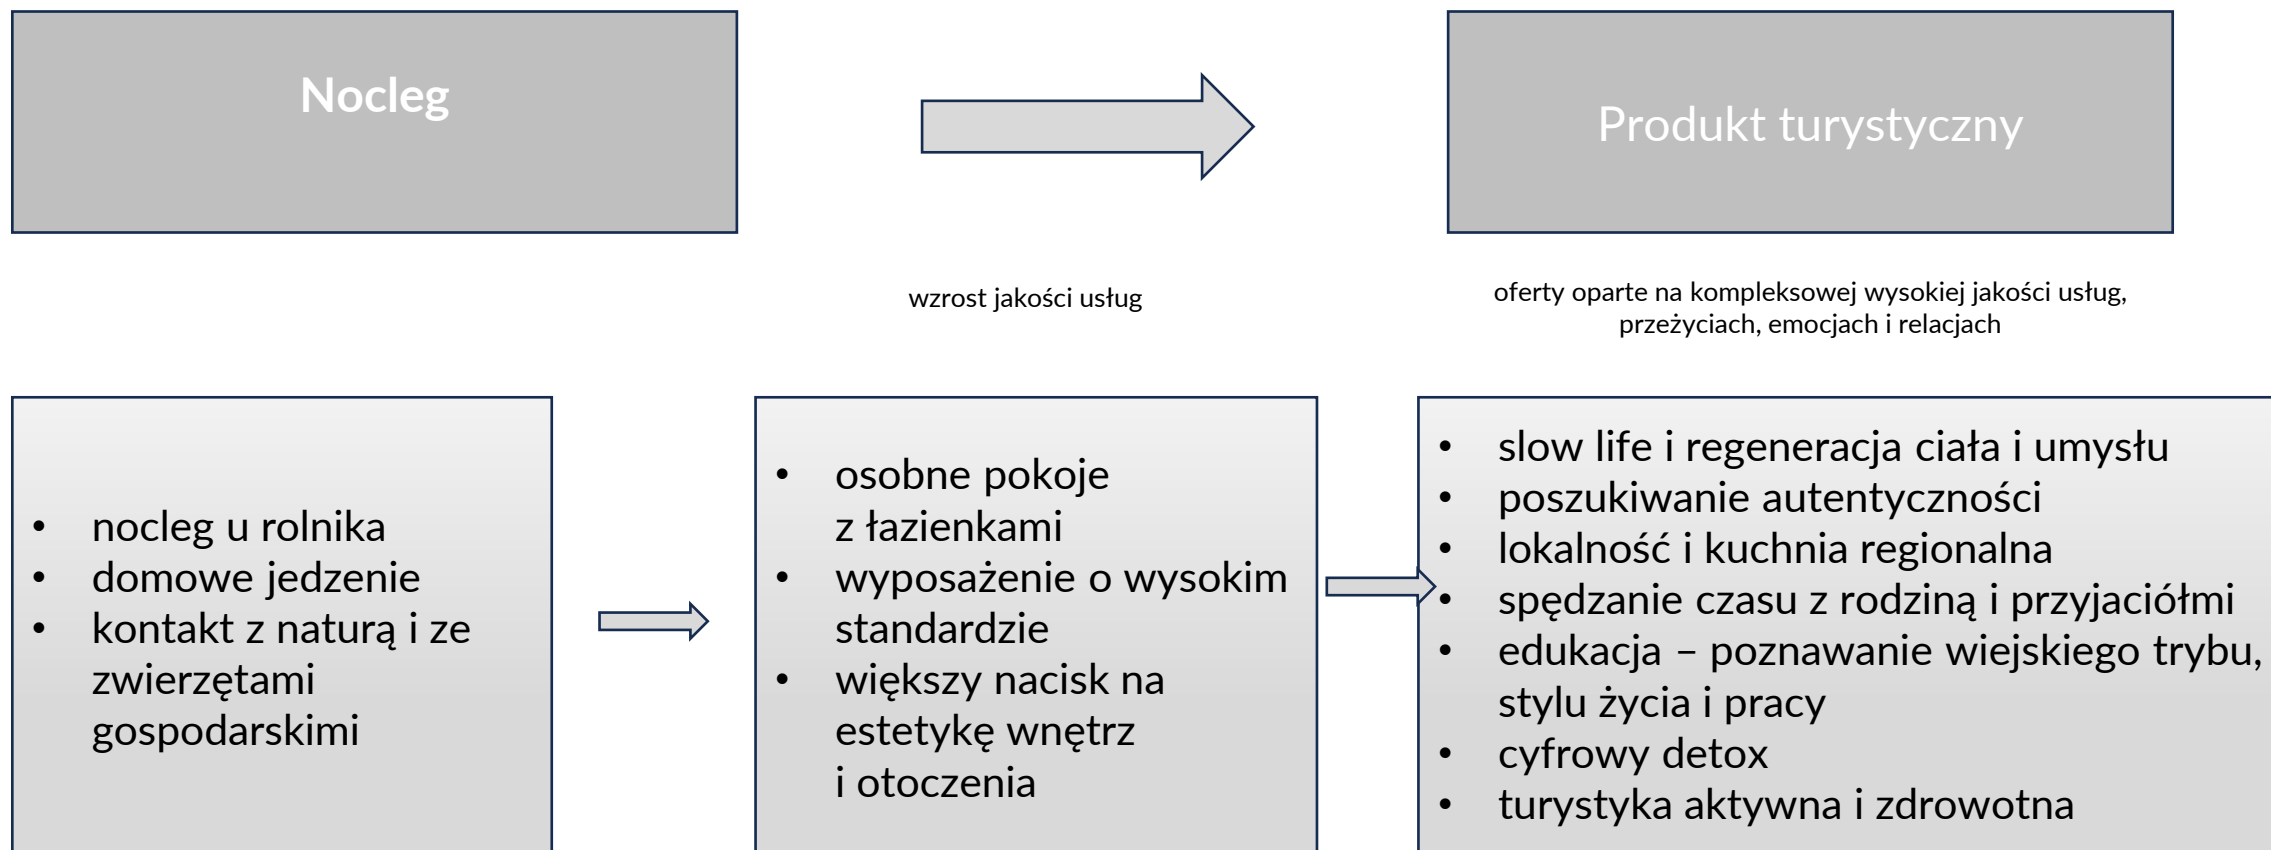 Nocleg
Produkt turystyczny
wzrost jakości usług
oferty oparte na kompleksowej wysokiej jakości usług,
przeżyciach, emocjach i relacjach
• nocleg u rolnika
• domowe jedzenie
• kontakt z naturą i ze
zwierzętami
gospodarskimi
• osobne pokoje
z łazienkami
• wyposażenie o wysokim
standardzie
• większy nacisk na
estetykę wnętrz
i otoczenia
• slow life i regeneracja ciała i umysłu
• poszukiwanie autentyczności
• lokalność i kuchnia regionalna
• spędzanie czasu z rodziną i przyjaciółmi
• edukacja – poznawanie wiejskiego trybu,
stylu życia i pracy
• cyfrowy detox
• turystyka aktywna i zdrowotna